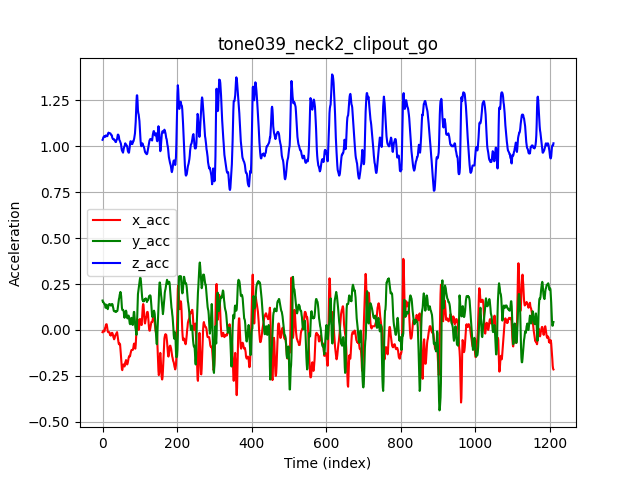 tone039_neck2_clipout_go
Acceleration
1.25
1.00
0.75
0.50
0.25
0.00
−0.25
−0.50
x_acc
y_acc
z_acc
0 200 400 600 800 1000 1200
Time (index)